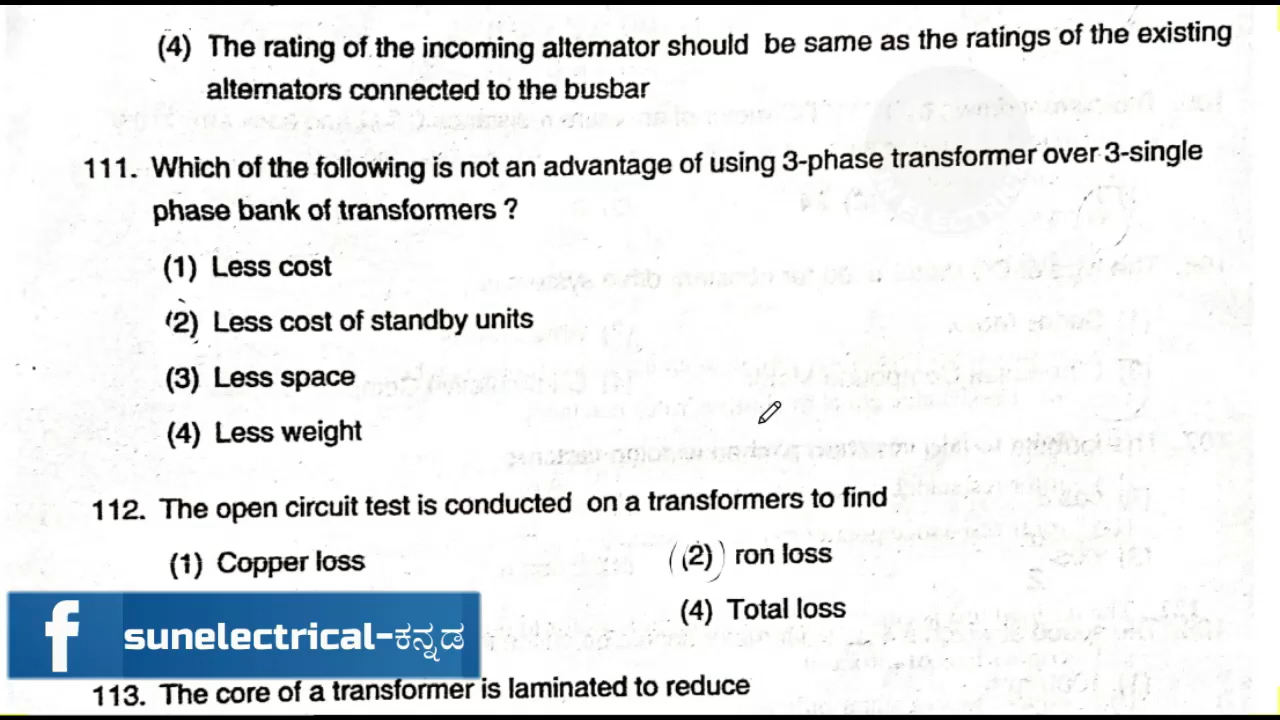 (4) The rating of the incoming altemator should be same as the ratings of the existing
altemators connected to the busbar
111. Which of the following is not an advantage of using 3-phase transformer over 3-single
phase bank of transformers ?
(1) Less cost
(2) Less cost of standby units
(3) Less space
(4) Less weight
112. The open circuit test is conducted on a transformers to find
(1) Copper loss
(2) ron loss
(4) Total loss
f sunelectrical-ಕನ್ನಡ
113. The core of a transformer is laminated to reduce